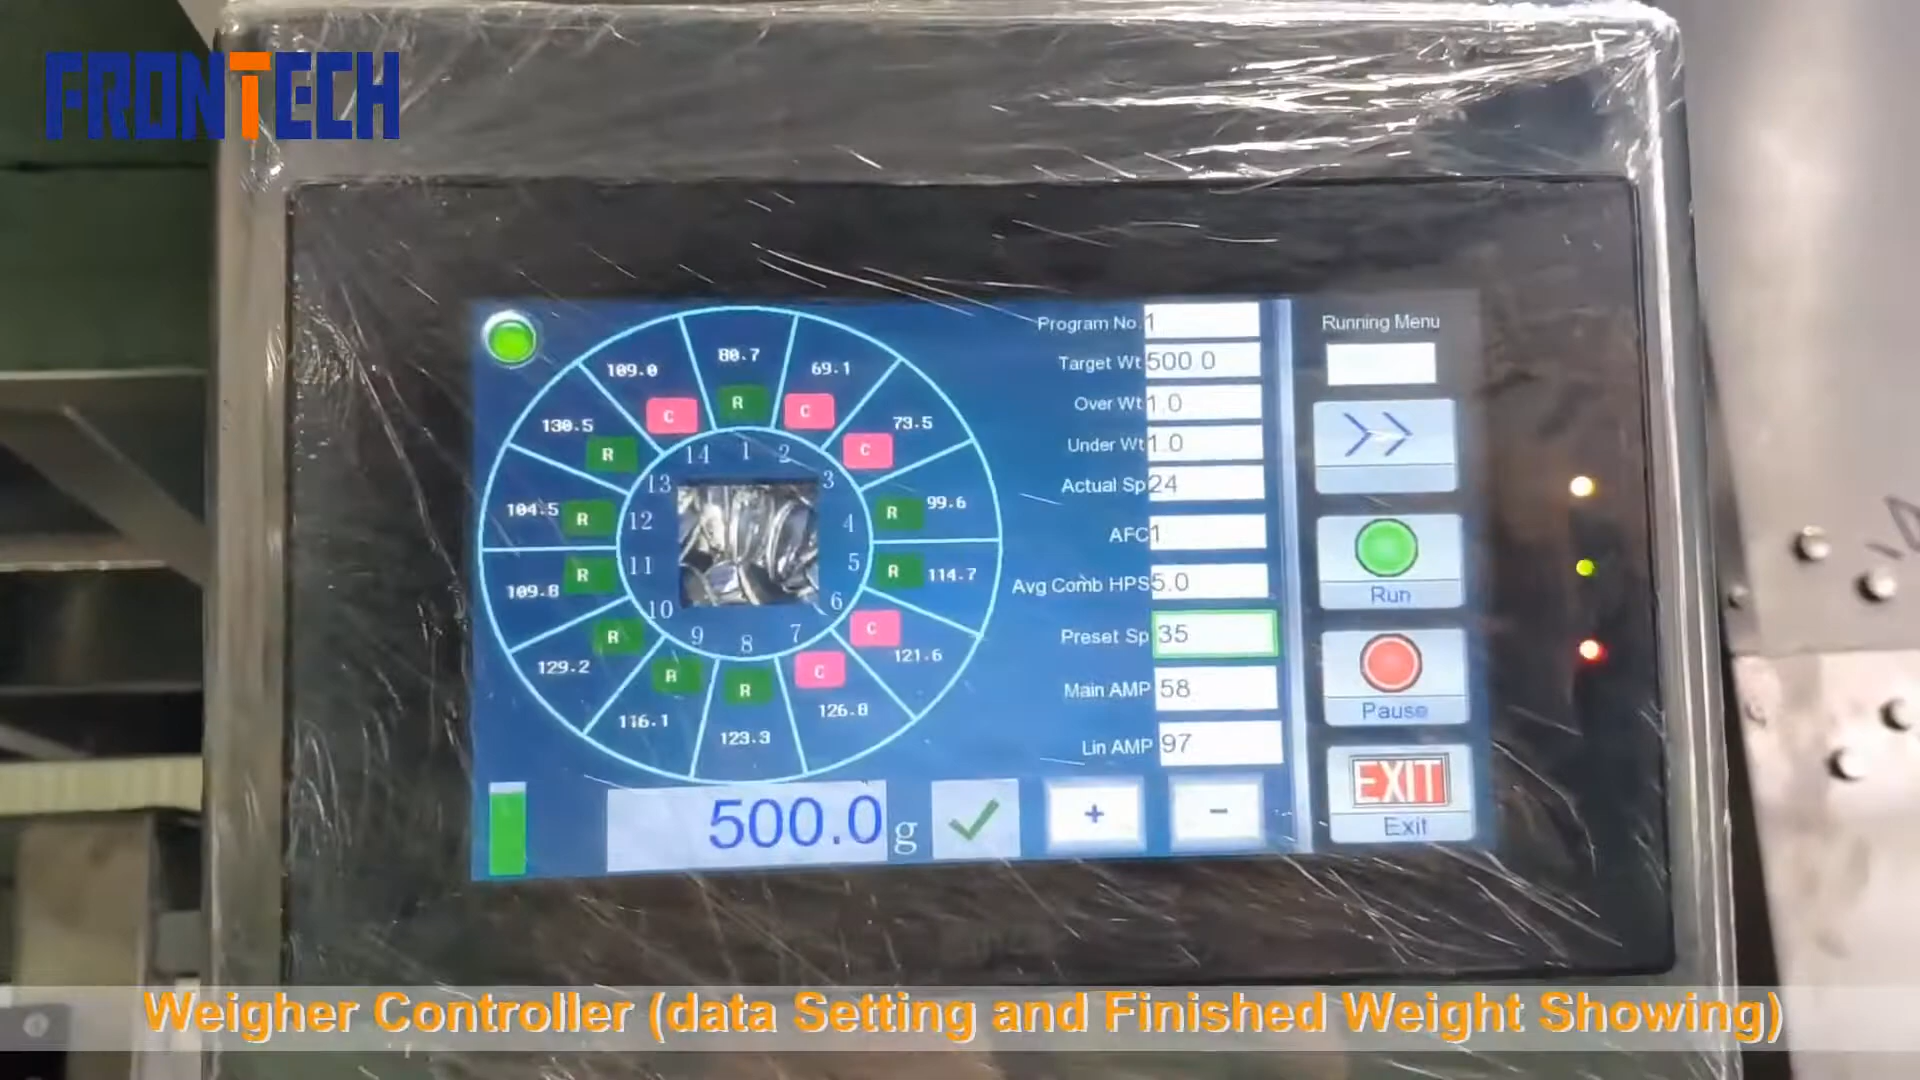 FRONTECH
Program No. 1
Target Wt 500.0
Over Wt 1.0
Under Wt 1.0
Actual Sp 24
AFC 1
Avg Comb HPS 5.0
Preset Sp 35
Main AMP 58
Lin AMP 97
Running Menu
Run
Pause
EXIT
Exit
80.7
R
1
69.1
C
2
73.5
C
3
99.6
R
4
114.7
R
5
121.6
C
6
126.8
C
7
123.3
R
8
116.1
R
9
129.2
R
10
109.8
R
11
104.5
R
12
130.5
R
13
109.0
C
14
500.0 g
+
-
Weigher Controller (data Setting and Finished Weight Showing)